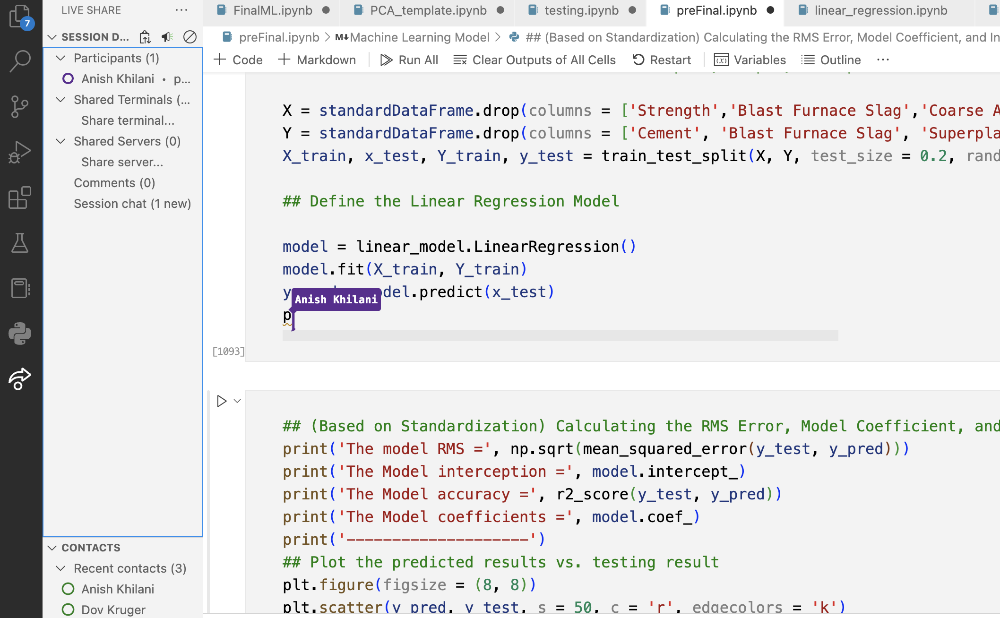 LIVE SHARE ···
FinalML.ipynb
PCA_template.ipynb
testing.ipynb
preFinal.ipynb
linear_regression.ipynb
7
SESSION D...
preFinal.ipynb > M↓Machine Learning Model > ## (Based on Standardization) Calculating the RMS Error, Model Coefficient, and In
Participants (1)
Anish Khilani • p...
Shared Terminals (...
Share terminal...
Shared Servers (0)
Share server...
Comments (0)
Session chat (1 new)
Code
Markdown
Run All
Clear Outputs of All Cells
Restart
(x) Variables
Outline
···
X = standardDataFrame.drop(columns = ['Strength','Blast Furnace Slag','Coarse A
Y = standardDataFrame.drop(columns = ['Cement', 'Blast Furnace Slag', 'Superpla
X_train, x_test, Y_train, y_test = train_test_split(X, Y, test_size = 0.2, rand
## Define the Linear Regression Model
model = linear_model.LinearRegression()
model.fit(X_train, Y_train)
y odel.predict(x_test)
Anish Khilani
p
[1093]
## (Based on Standardization) Calculating the RMS Error, Model Coefficient, and
print('The model RMS =', np.sqrt(mean_squared_error(y_test, y_pred)))
print('The Model interception =', model.intercept_)
print('The Model accuracy =', r2_score(y_test, y_pred))
print('The Model coefficients =', model.coef_)
print('--------------------')
## Plot the predicted results vs. testing result
plt.figure(figsize = (8, 8))
plt.scatter(y_pred, y_test, s = 50, c = 'r', edgecolors = 'k')
CONTACTS
Recent contacts (3)
Anish Khilani
Dov Kruger